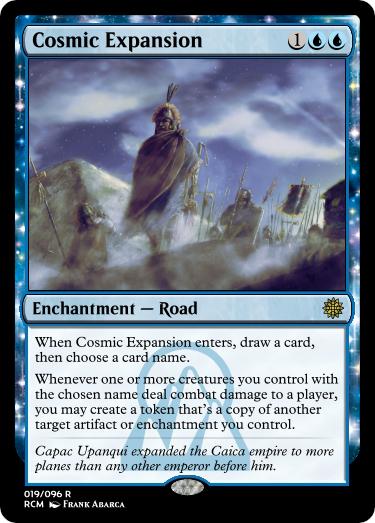 Cosmic Expansion 1
Enchantment — Road
When Cosmic Expansion enters, draw a card,
then choose a card name.
Whenever one or more creatures you control with
the chosen name deal combat damage to a player,
you may create a token that's a copy of another
target artifact or enchantment you control.
Capac Upanqui expanded the Gaica empire to more
planes than any other emperor before him.
019/096 R
RCM Frank Abarca